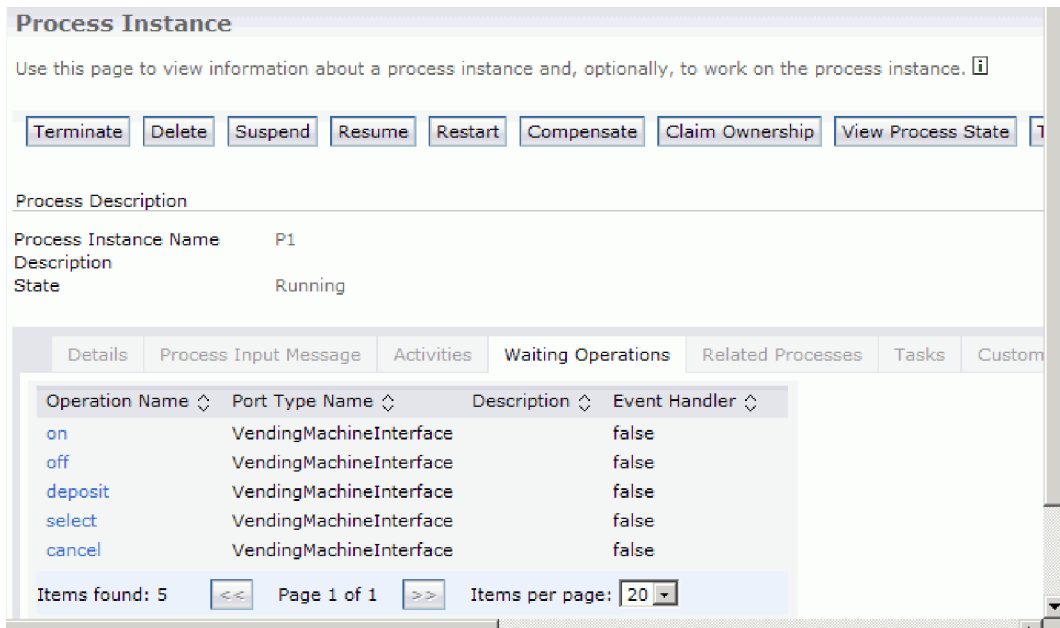 Process Instance
Use this page to view information about a process instance and, optionally, to work on the process instance. i
Terminate Delete Suspend Resume Restart Compensate Claim Ownership View Process State T
Process Description
Process Instance Name P1
Description
State Running
Details Process Input Message Activities Waiting Operations Related Processes Tasks Custom
Operation Name Port Type Name Description Event Handler
on VendingMachineInterface false
off VendingMachineInterface false
deposit VendingMachineInterface false
select VendingMachineInterface false
cancel VendingMachineInterface false
Items found: 5 << Page 1 of 1 >> Items per page: 20